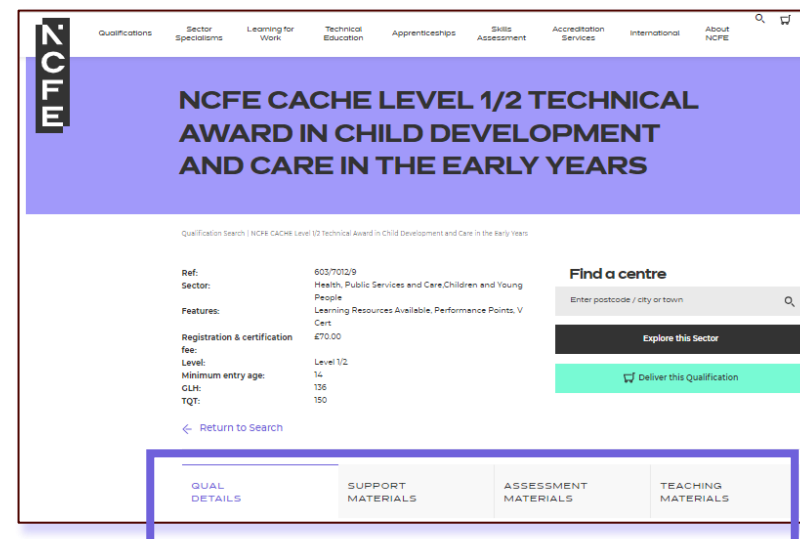 NCFE
Qualifications
Sector
Specialisms
Learning for
Work
Technical
Education
Apprenticeships
Skills
Assessment
Accreditation
Services
International
About
NCFE
NCFE CACHE LEVEL 1/2 TECHNICAL
AWARD IN CHILD DEVELOPMENT
AND CARE IN THE EARLY YEARS
Qualification Search | NCFE CACHE Level 1/2 Technical Award in Child Development and Care in the Early Years
Ref: 603/7012/9
Sector: Health, Public Services and Care,Children and Young
People
Features: Learning Resources Available, Performance Points, V
Cert
Registration & certification £70.00
fee:
Level: Level 1/2
Minimum entry age: 14
GLH: 136
TQT: 150
Return to Search
Find a centre
Enter postcode / city or town
Explore this Sector
Deliver this Qualification
QUAL
DETAILS
SUPPORT
MATERIALS
ASSESSMENT
MATERIALS
TEACHING
MATERIALS